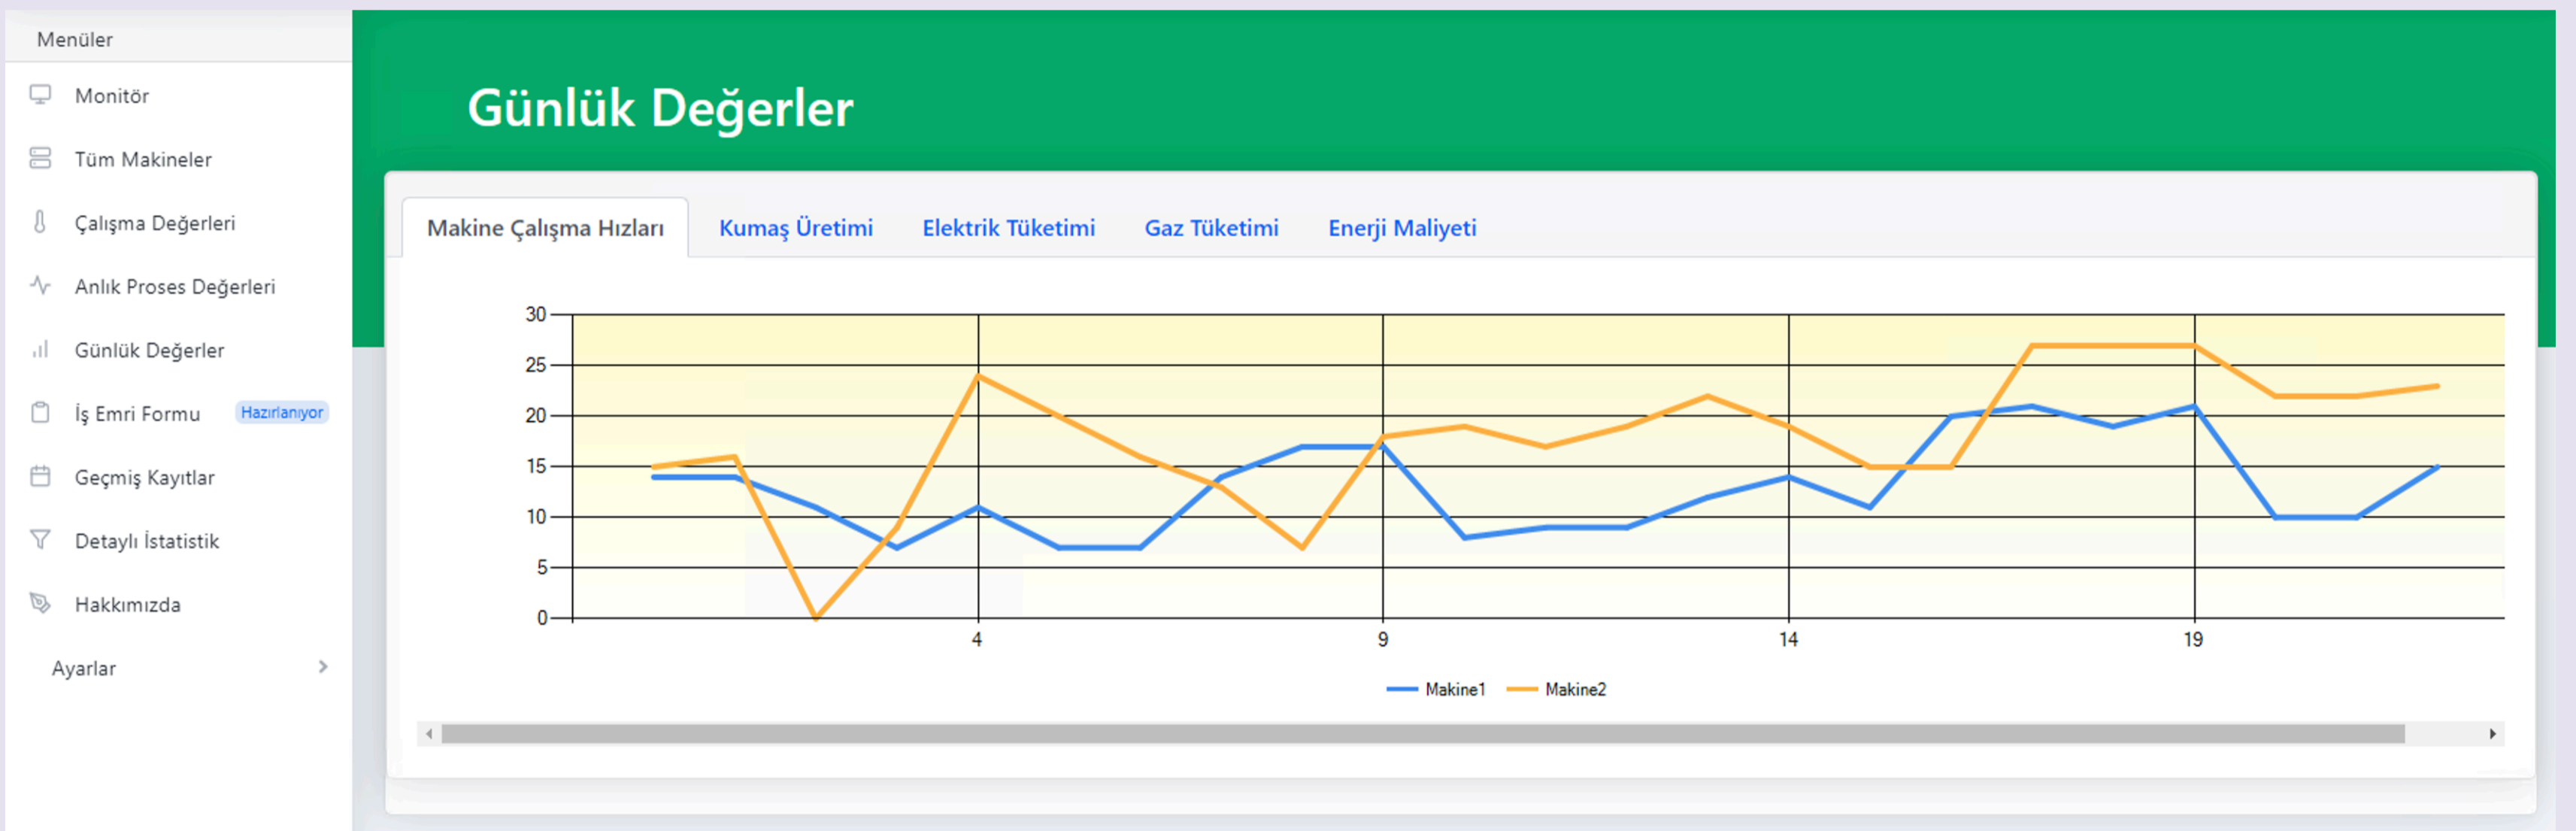 Menüler
Monitör
Tüm Makineler
Çalışma Değerleri
Anlık Proses Değerleri
Günlük Değerler
İş Emri Formu Hazırlanıyor
Geçmiş Kayıtlar
Detaylı İstatistik
Hakkımızda
Ayarlar
Günlük Değerler
Makine Çalışma Hızları Kumaş Üretimi Elektrik Tüketimi Gaz Tüketimi Enerji Maliyeti
30
25
20
15
10
5
0
4 9 14 19
Makine1 Makine2